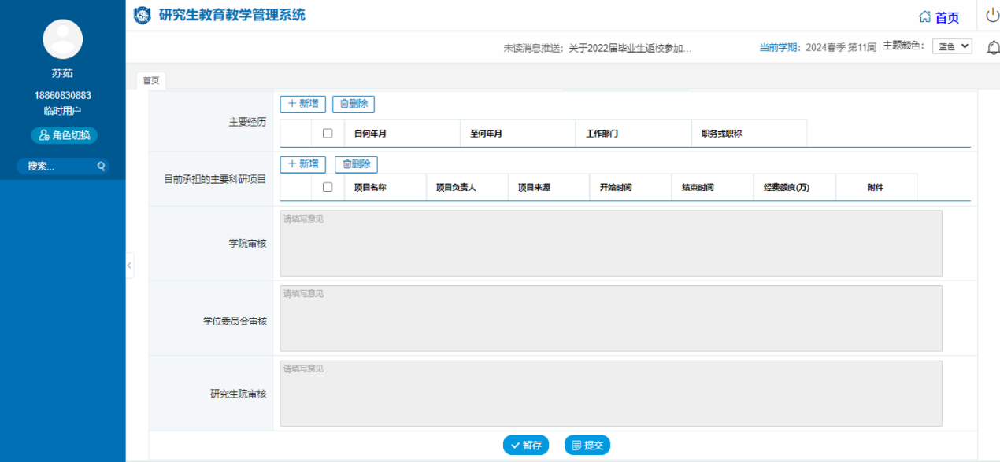 研究生教育教学管理系统
首页
未读消息推送：关于2022届毕业生返校参加...
当前学期：2024春季 第11周
主题颜色：
蓝色
苏茹
18860830883
临时用户
角色切换
搜索...
首页
主要经历
新增 删除
自何年月 至何年月 工作部门 职务或职称
目前承担的主要科研项目
新增 删除
项目名称 项目负责人 项目来源 开始时间 结束时间 经费额度(万) 附件
学院审核
请填写意见
学位委员会审核
请填写意见
研究生院审核
请填写意见
暂存 提交